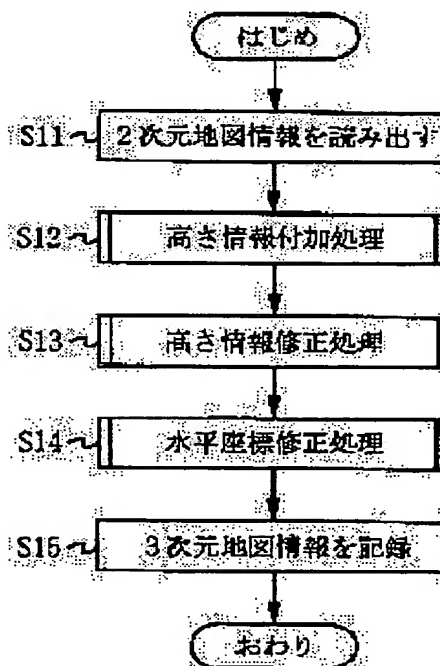 はじめ
S11 2次元地図情報を読み出す
S12 高さ情報付加処理
S13 高さ情報修正処理
S14 水平座標修正処理
S15 3次元地図情報を記録
おわり